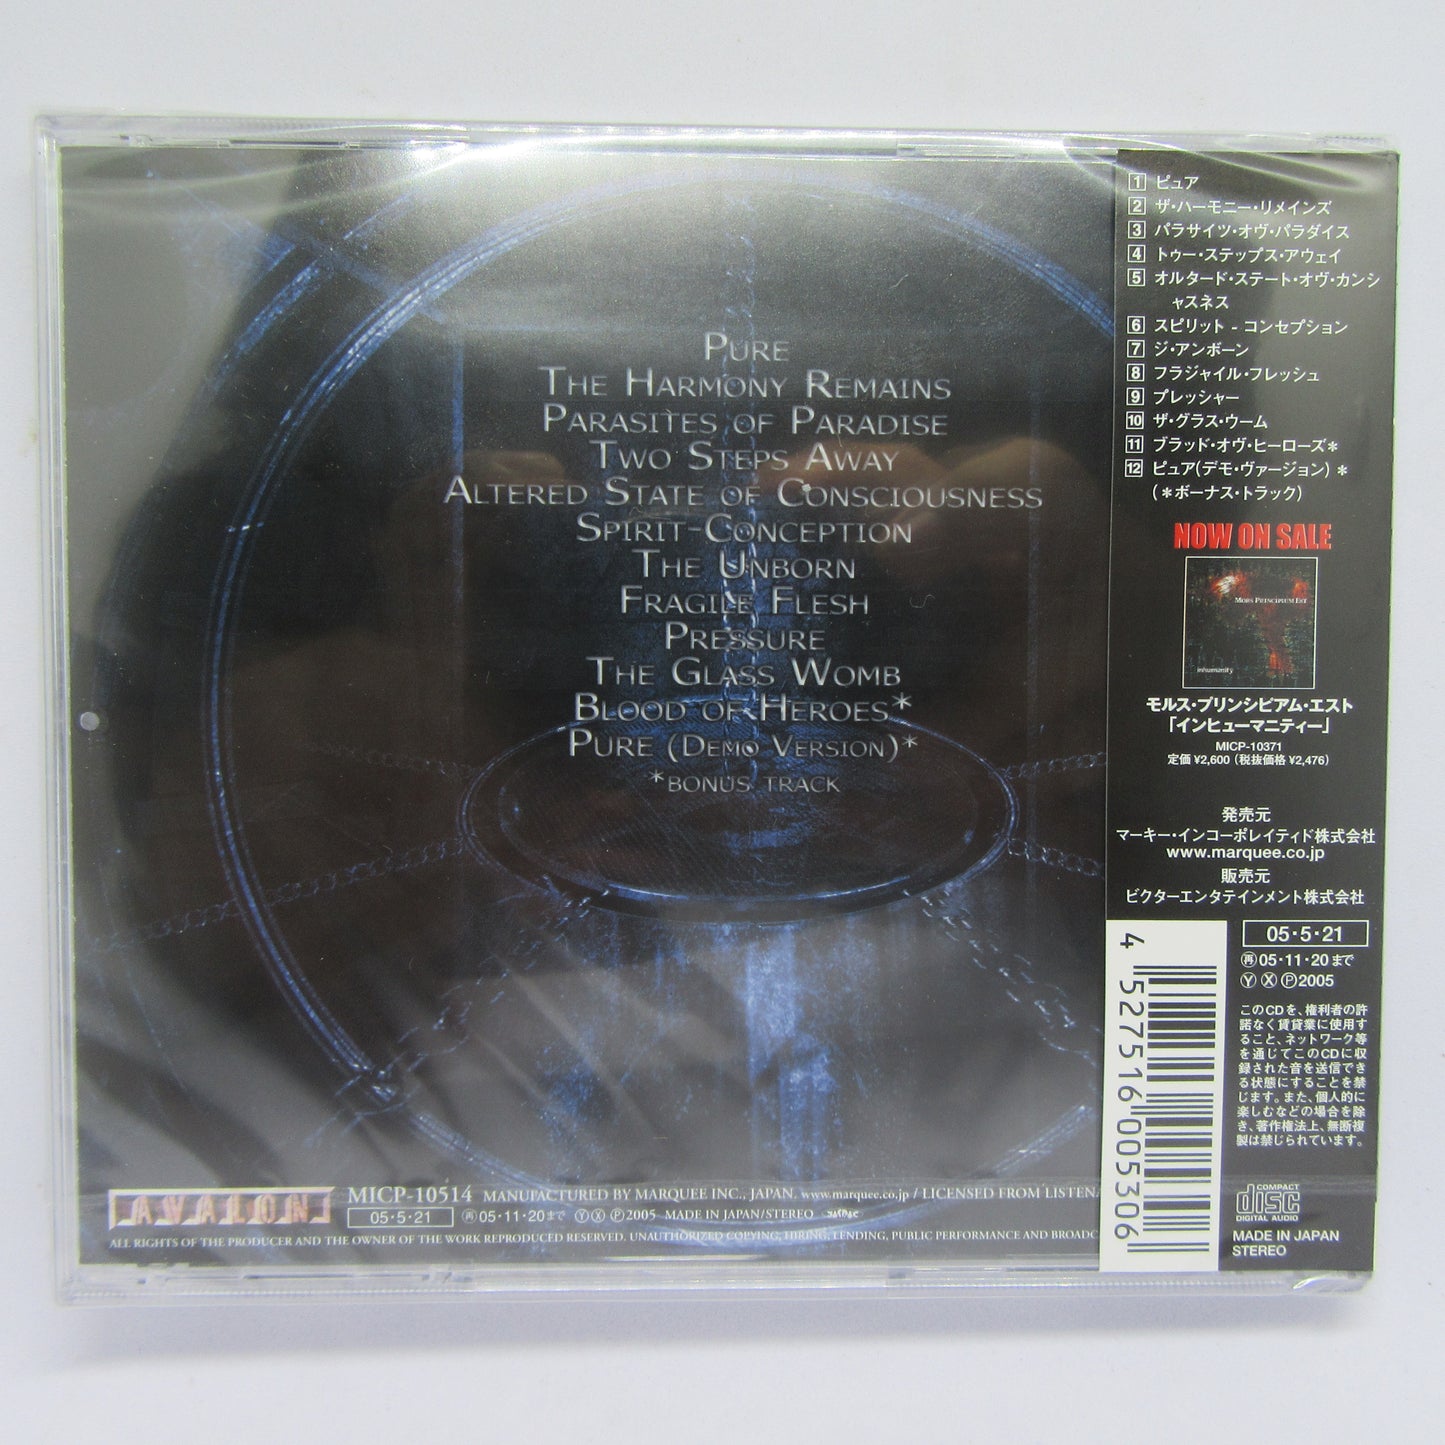 PURE
THE HARMONY REMAINS
PARASITES OF PARADISE
TWO STEPS AWAY
ALTERED STATE OF CONSCIOUSNESS
SPIRIT-CONCEPTION
THE UNBORN
FRAGILE FLESH
PRESSURE
THE GLASS WOMB
BLOOD OF HEROES*
PURE (DEMO VERSION)*
*BONUS TRACK
AVALON
MICP-10514 MANUFACTURED BY MARQUEE INC., JAPAN. www.marquee.co.jp / LICENSED FROM LISTENA
05·5·21 再05·11·20まで Ⓨ Ⓧ Ⓟ2005 MADE IN JAPAN/STEREO
ALL RIGHTS OF THE PRODUCER AND THE OWNER OF THE WORK REPRODUCED RESERVED. UNAUTHORIZED COPYING, HIRING, LENDING, PUBLIC PERFORMANCE AND BROADC
1 ピュア
2 ザ・ハーモニー・リメインズ
3 パラサイツ・オヴ・パラダイス
4 トゥー・ステップス・アウェイ
5 オルタード・ステート・オヴ・カンシ
ャスネス
6 スピリット - コンセプション
7 ジ・アンボーン
8 フラジャイル・フレッシュ
9 プレッシャー
10 ザ・グラス・ウーム
11 ブラッド・オヴ・ヒーローズ*
12 ピュア(デモ・ヴァージョン) *
(*ボーナス・トラック)
NOW ON SALE
MORS PRINCIPIUM EST
inhumanity
モルス・プリンシピアム・エスト
「インヒューマニティー」
MICP-10371
定価 ¥2,600 (税抜価格 ¥2,476)
発売元
マーキー・インコーポレイティド株式会社
www.marquee.co.jp
販売元
ビクターエンタテインメント株式会社
05·5·21
再05·11·20まで
Ⓨ Ⓧ Ⓟ2005
このCDを、権利者の許
諾なく賃貸業に使用す
ること、ネットワーク等
を通じてこのCDに収
録された音を送信でき
る状態にすることを禁
じます。また、個人的に
楽しむなどの場合を除
き、著作権法上、無断複
製は禁じられています。
4 527516 005306
COMPACT
disc
DIGITAL AUDIO
MADE IN JAPAN
STEREO